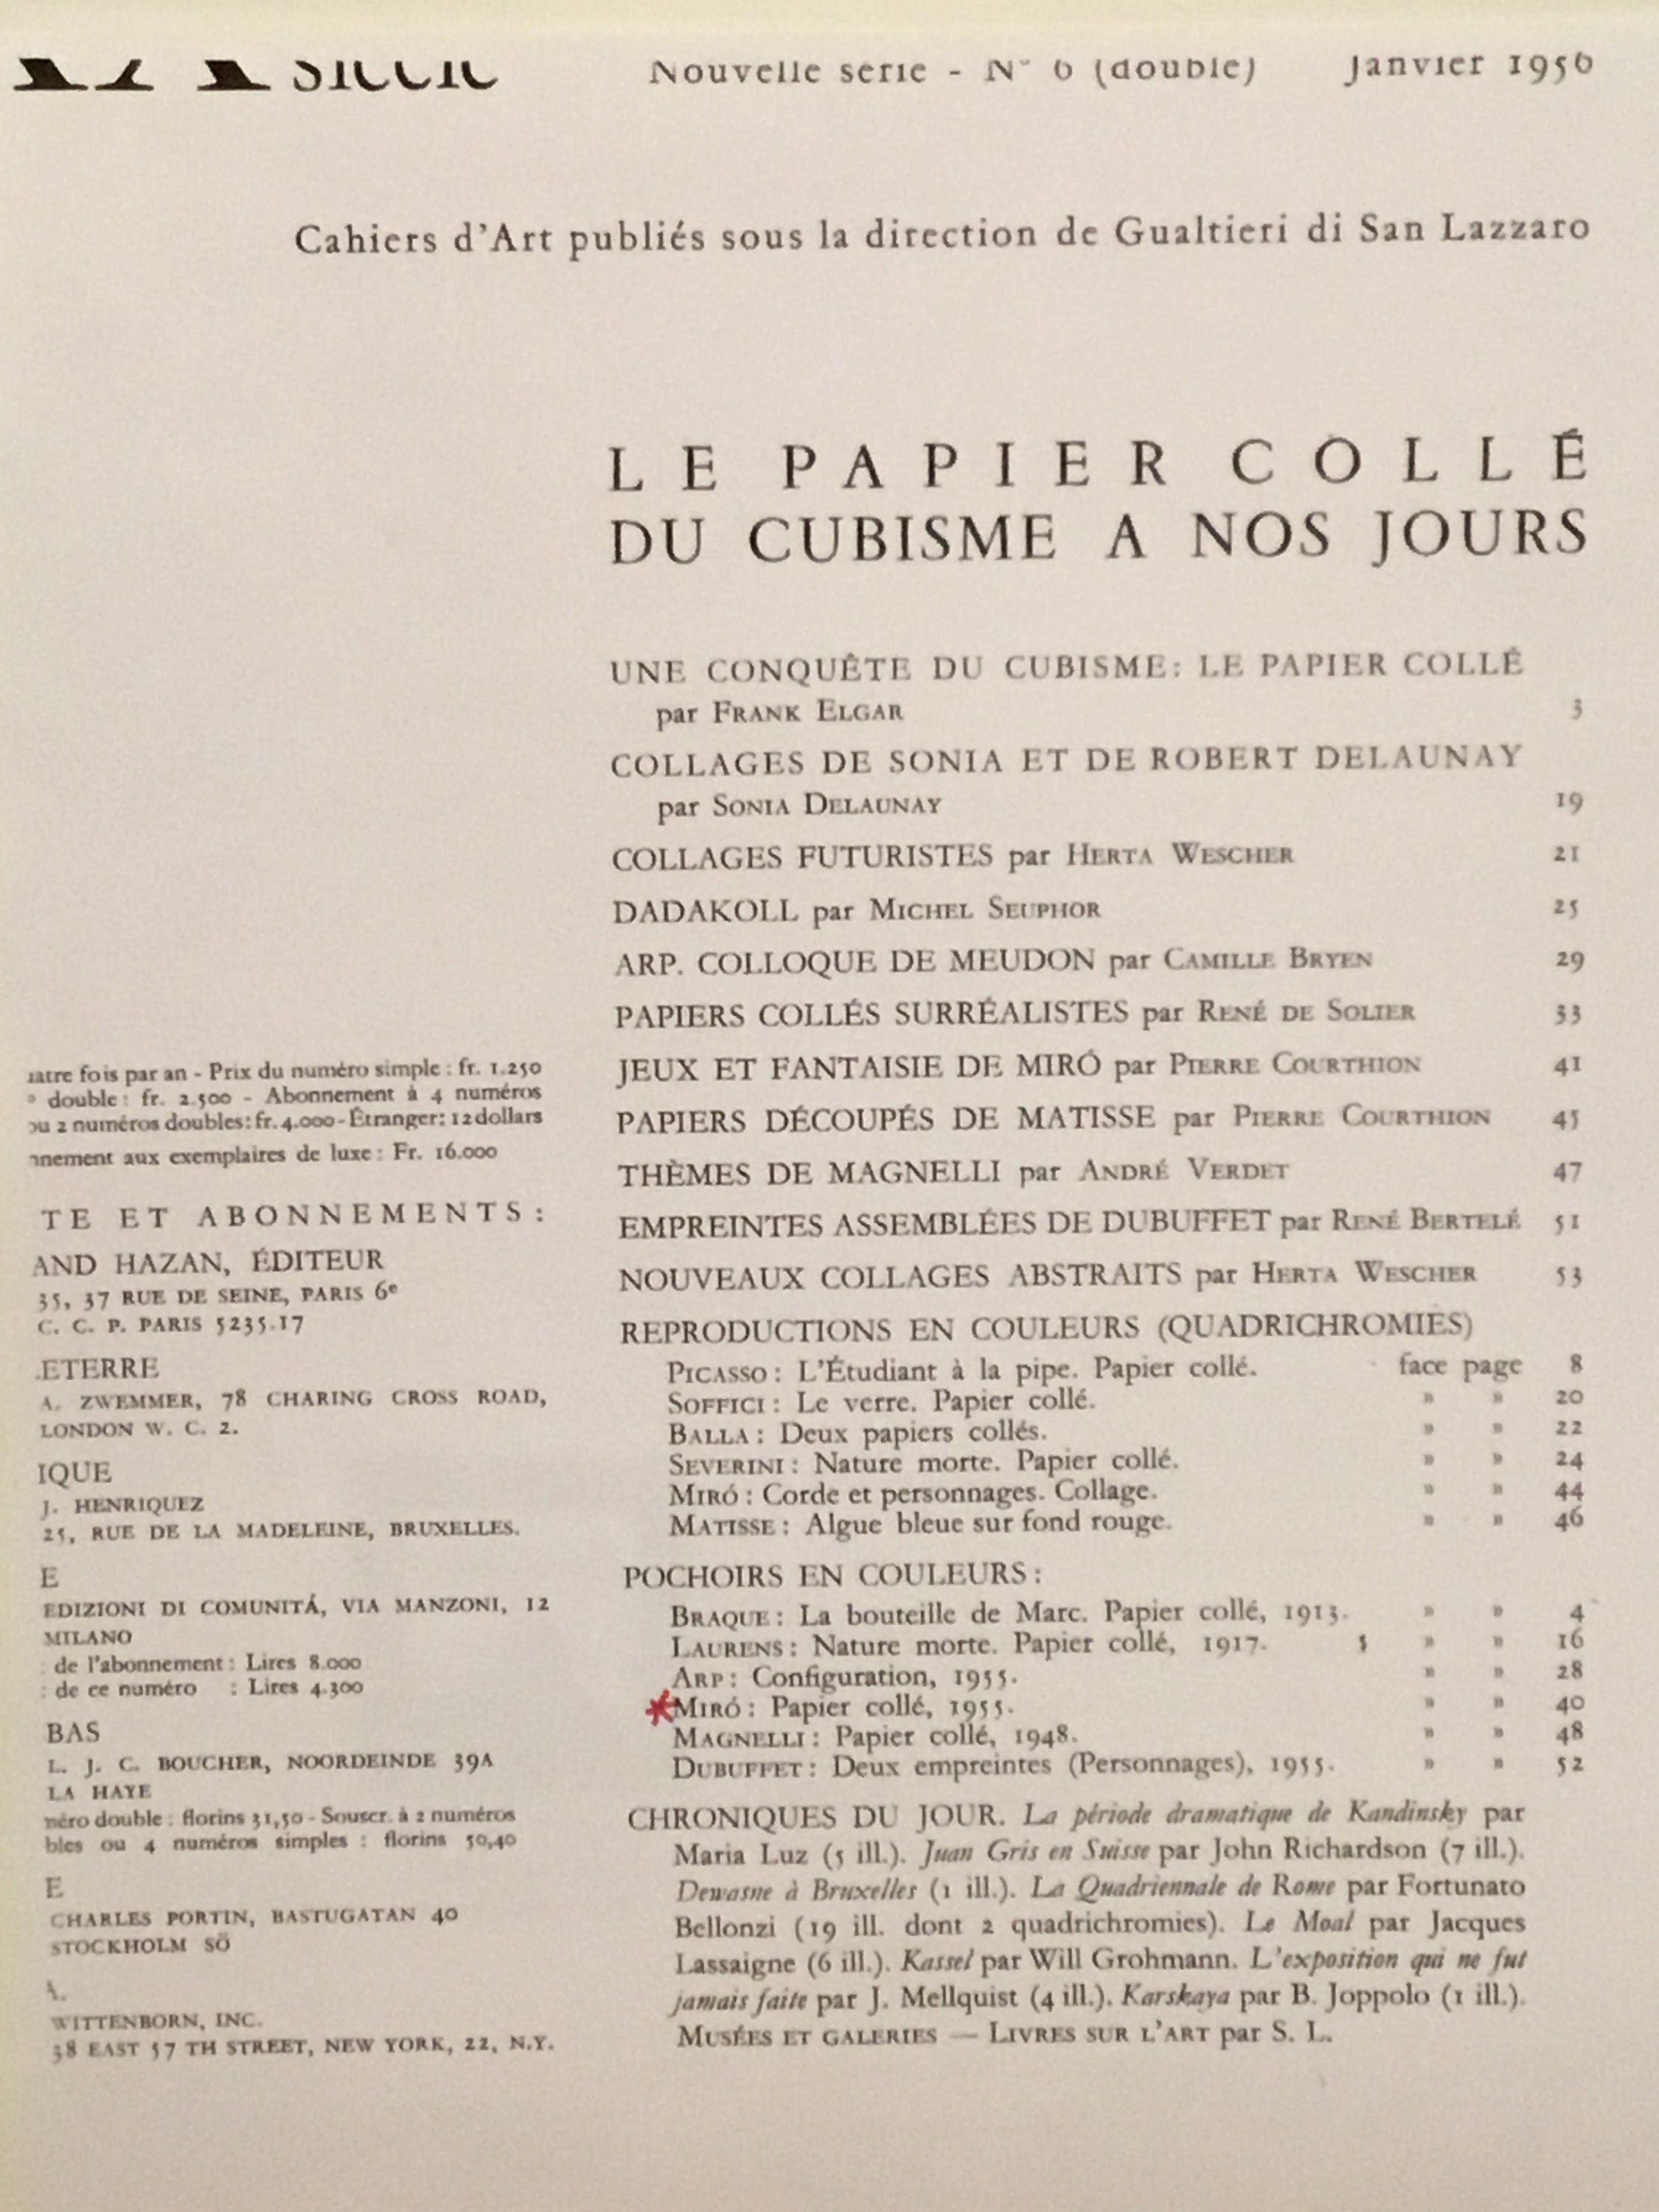 siècle Nouvelle série - N° 6 (double) Janvier 1956
Cahiers d'Art publiés sous la direction de Gualtieri di San Lazzaro
LE PAPIER COLLÉ
DU CUBISME A NOS JOURS
UNE CONQUÊTE DU CUBISME: LE PAPIER COLLÉ
par FRANK ELGAR 3
COLLAGES DE SONIA ET DE ROBERT DELAUNAY
par SONIA DELAUNAY 19
COLLAGES FUTURISTES par HERTA WESCHER 21
DADAKOLL par MICHEL SEUPHOR 25
ARP. COLLOQUE DE MEUDON par CAMILLE BRYEN 29
PAPIERS COLLÉS SURRÉALISTES par RENÉ DE SOLIER 33
JEUX ET FANTAISIE DE MIRÓ par PIERRE COURTHION 41
PAPIERS DÉCOUPÉS DE MATISSE par PIERRE COURTHION 45
THÈMES DE MAGNELLI par ANDRÉ VERDET 47
EMPREINTES ASSEMBLÉES DE DUBUFFET par RENÉ BERTELÉ 51
NOUVEAUX COLLAGES ABSTRAITS par HERTA WESCHER 53
REPRODUCTIONS EN COULEURS (QUADRICHROMIES)
PICASSO : L'Étudiant à la pipe. Papier collé. face page 8
SOFFICI : Le verre. Papier collé. » » 20
BALLA : Deux papiers collés. » » 22
SEVERINI : Nature morte. Papier collé. » » 24
MIRÓ : Corde et personnages. Collage. » » 44
MATISSE : Algue bleue sur fond rouge. » » 46
POCHOIRS EN COULEURS :
BRAQUE : La bouteille de Marc. Papier collé, 1913. » » 4
LAURENS : Nature morte. Papier collé, 1917. » » 16
ARP : Configuration, 1955. » » 28
MIRÓ : Papier collé, 1955. » » 40
MAGNELLI : Papier collé, 1948. » » 48
DUBUFFET : Deux empreintes (Personnages), 1955. » » 52
CHRONIQUES DU JOUR. La période dramatique de Kandinsky par
Maria Luz (5 ill.). Juan Gris en Suisse par John Richardson (7 ill.).
Dewasne à Bruxelles (1 ill.). La Quadriennale de Rome par Fortunato
Bellonzi (19 ill. dont 2 quadrichromies). Le Moal par Jacques
Lassaigne (6 ill.). Kassel par Will Grohmann. L'exposition qui ne fut
jamais faite par J. Mellquist (4 ill.). Karskaya par B. Joppolo (1 ill.).
MUSÉES ET GALERIES — LIVRES SUR L'ART par S. L.
atre fois par an - Prix du numéro simple : fr. 1.250
° double : fr. 2.500 - Abonnement à 4 numéros
ou 2 numéros doubles: fr. 4.000 - Étranger: 12 dollars
nnement aux exemplaires de luxe : Fr. 16.000
TE ET ABONNEMENTS :
AND HAZAN, ÉDITEUR
35, 37 RUE DE SEINE, PARIS 6e
C. C. P. PARIS 5235.17
ETERRE
A. ZWEMMER, 78 CHARING CROSS ROAD,
LONDON W. C. 2.
IQUE
J. HENRIQUEZ
25, RUE DE LA MADELEINE, BRUXELLES.
E
EDIZIONI DI COMUNITÁ, VIA MANZONI, 12
MILANO
: de l'abonnement : Lires 8.000
: de ce numéro : Lires 4.300
BAS
L. J. C. BOUCHER, NOORDEINDE 39A
LA HAYE
méro double : florins 31,50 - Souscr. à 2 numéros
bles ou 4 numéros simples : florins 50,40
E
CHARLES PORTIN, BASTUGATAN 40
STOCKHOLM SÖ
A.
WITTENBORN, INC.
38 EAST 57 TH STREET, NEW YORK, 22, N.Y.